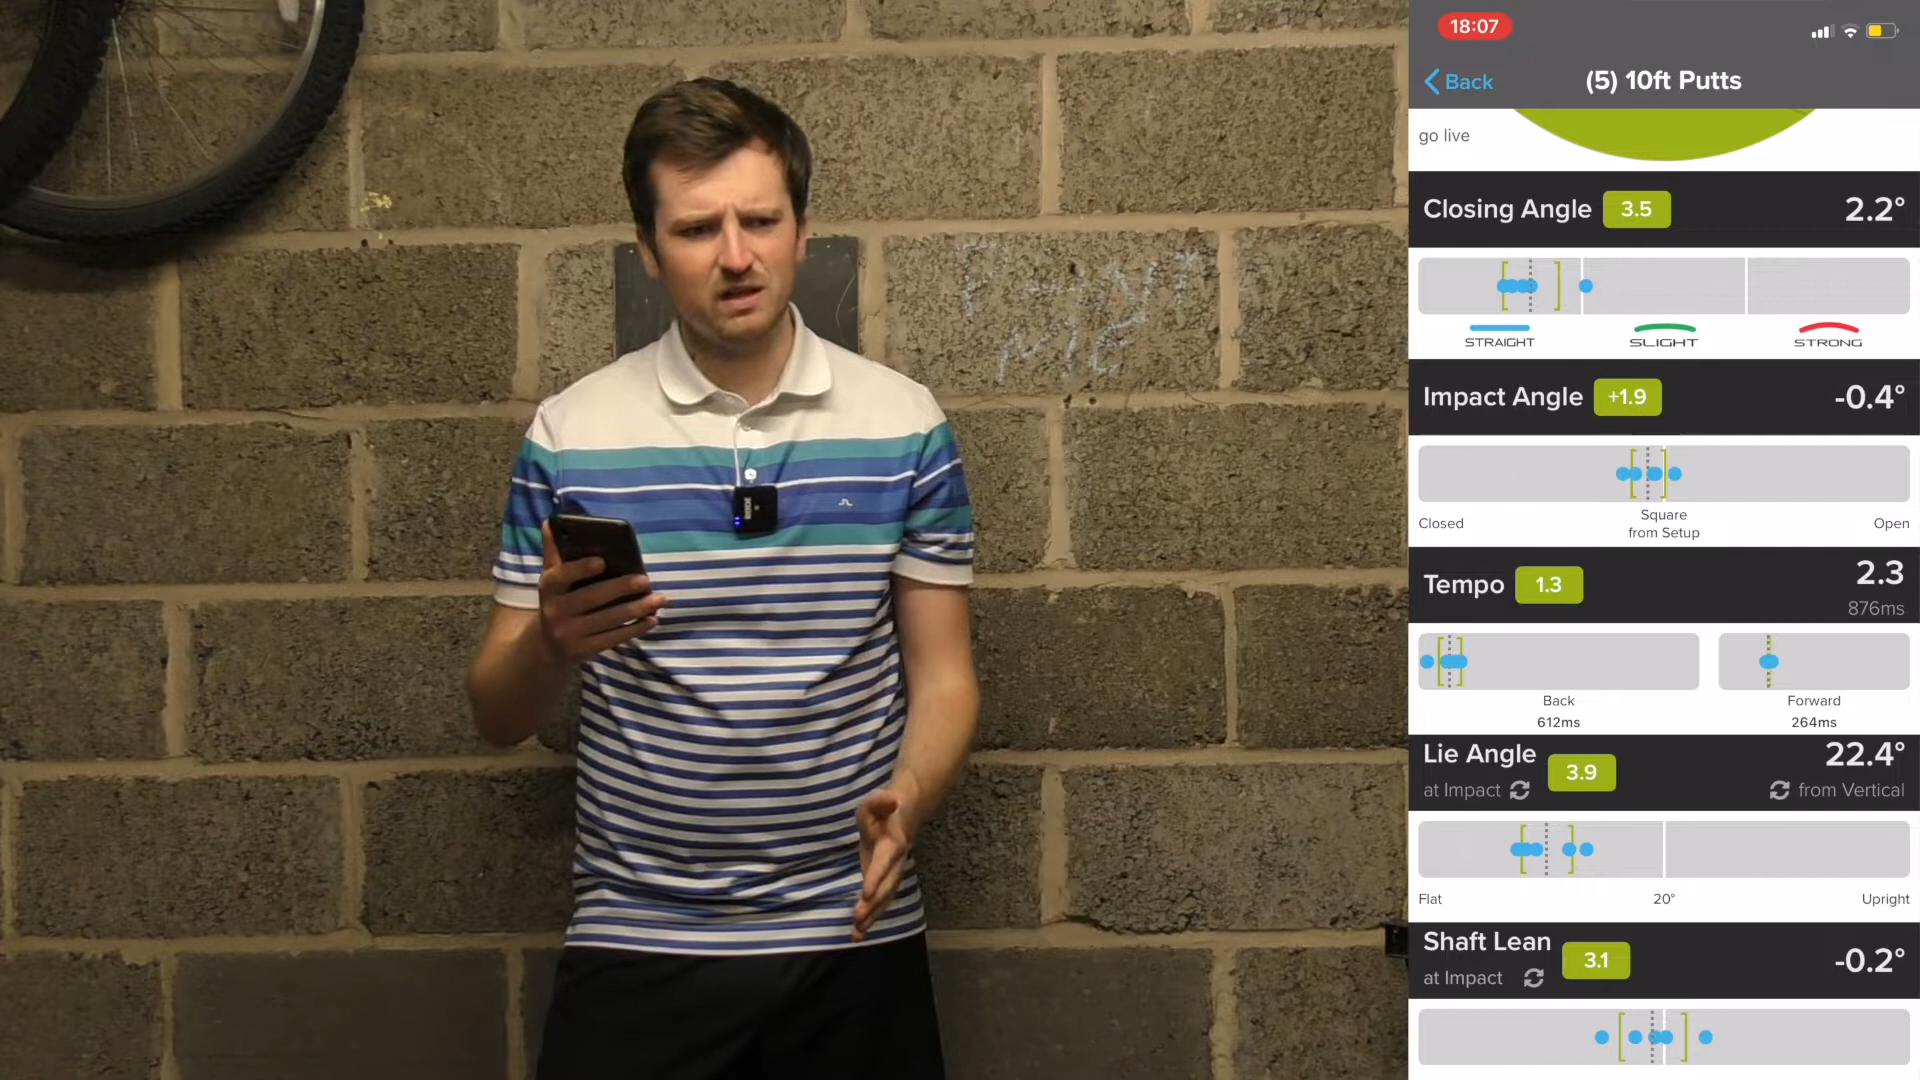 PAINT
ME
RODE
18:07
Back
(5) 10ft Putts
go live
Closing Angle 3.5 2.2°
STRAIGHT SLIGHT STRONG
Impact Angle +1.9 -0.4°
Closed Square from Setup Open
Tempo 1.3 2.3
876ms
Back Forward
612ms 264ms
Lie Angle 3.9 22.4°
at Impact from Vertical
Flat 20° Upright
Shaft Lean 3.1 -0.2°
at Impact